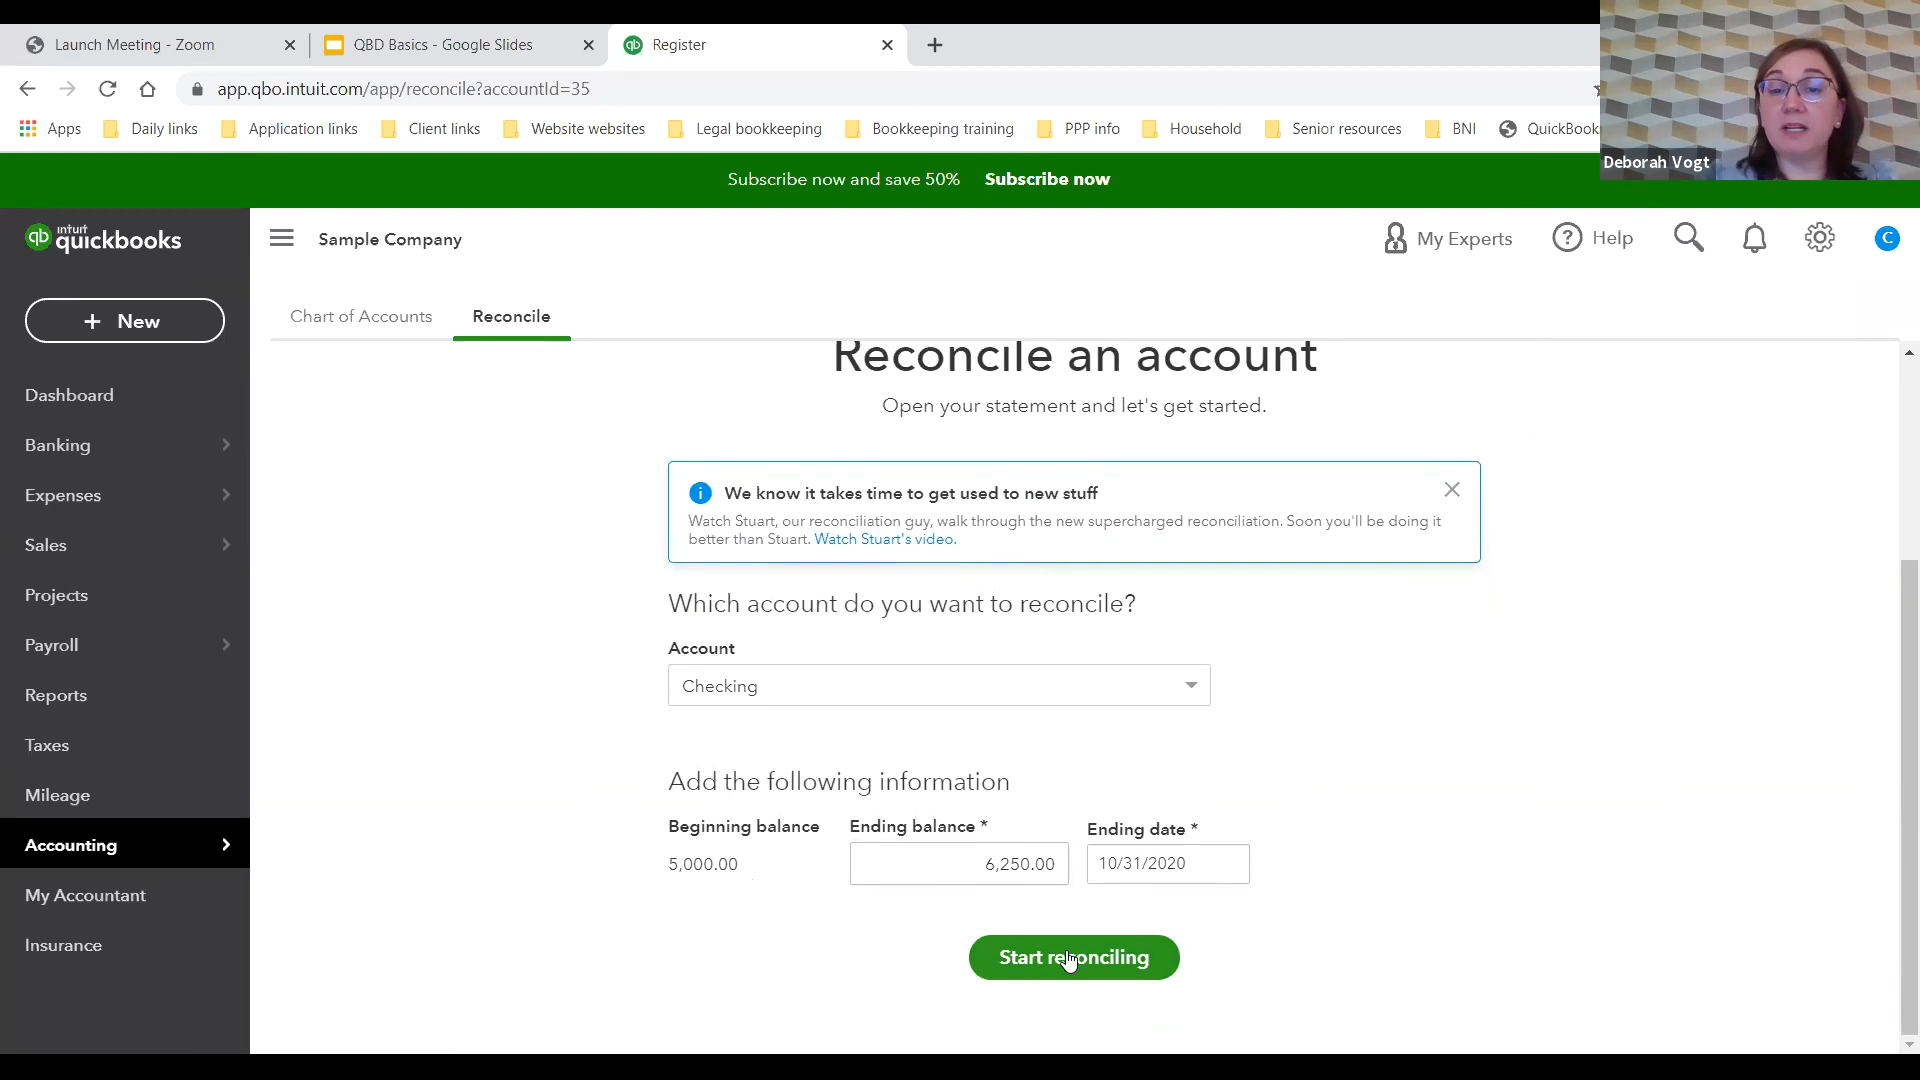 Launch Meeting - Zoom
QBD Basics - Google Slides
qb Register
app.qbo.intuit.com/app/reconcile?accountId=35
Apps Daily links Application links Client links Website websites Legal bookkeeping Bookkeeping training PPP info Household Senior resources BNI
Deborah Vogt
Subscribe now and save 50% Subscribe now
qb intuit quickbooks
Sample Company
My Experts
? Help
C
+ New
Chart of Accounts
Reconcile
Dashboard
Banking
Expenses
Sales
Projects
Payroll
Reports
Taxes
Mileage
Accounting
My Accountant
Insurance
Reconcile an account
Open your statement and let's get started.
i We know it takes time to get used to new stuff
Watch Stuart, our reconciliation guy, walk through the new supercharged reconciliation. Soon you'll be doing it
better than Stuart. Watch Stuart's video.
Which account do you want to reconcile?
Account
Checking
Add the following information
Beginning balance Ending balance * Ending date *
5,000.00 6,250.00 10/31/2020
Start reconciling